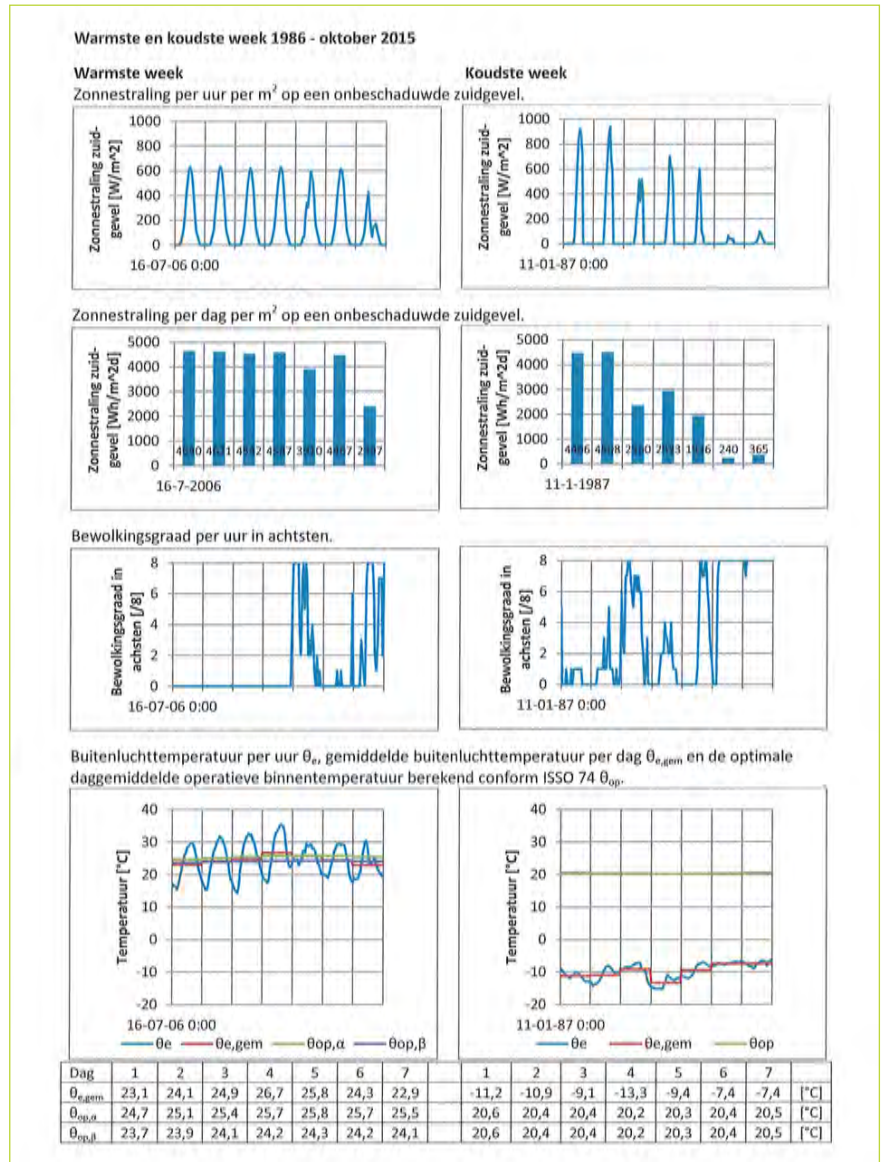 Warmste en koudste week 1986 - oktober 2015
Warmste week
Koudste week
Zonnestraling per uur per m² op een onbeschaduwde zuidgevel.
Zonnestraling zuid-
gevel [W/m^2]
1000
800
600
400
200
0
16-07-06 0:00
Zonnestraling zuid-
gevel [W/m^2]
1000
800
600
400
200
0
11-01-87 0:00
Zonnestraling per dag per m² op een onbeschaduwde zuidgevel.
Zonnestraling zuid-
gevel [Wh/m^2d]
5000
4000
3000
2000
1000
0
16-7-2006
Zonnestraling zuid-
gevel [Wh/m^2d]
5000
4000
3000
2000
1000
0
240 365
11-1-1987
Bewolkingsgraad per uur in achtsten.
Bewolkingsgraad in
achsten [/8]
8
6
4
2
0
16-07-06 0:00
Bewolkingsgraad in
achsten [/8]
8
6
4
2
0
11-01-87 0:00
Buitenluchttemperatuur per uur θe, gemiddelde buitenluchttemperatuur per dag θe,gem en de optimale
daggemiddelde operatieve binnentemperatuur berekend conform ISSO 74 θop.
Temperatuur [°C]
40
30
20
10
0
-10
-20
16-07-06 0:00
θe θe,gem θop,α θop,β
Temperatuur [°C]
40
30
20
10
0
-10
-20
11-01-87 0:00
θe θe,gem θop
Dag 1 2 3 4 5 6 7 1 2 3 4 5 6 7
θe,gem 23,1 24,1 24,9 26,7 25,8 24,3 22,9 -11,2 -10,9 -9,1 -13,3 -9,4 -7,4 -7,4 [°C]
θop,α 24,7 25,1 25,4 25,7 25,8 25,7 25,5 20,6 20,4 20,4 20,2 20,3 20,4 20,5 [°C]
θop,β 23,7 23,9 24,1 24,2 24,3 24,2 24,1 20,6 20,4 20,4 20,2 20,3 20,4 20,5 [°C]